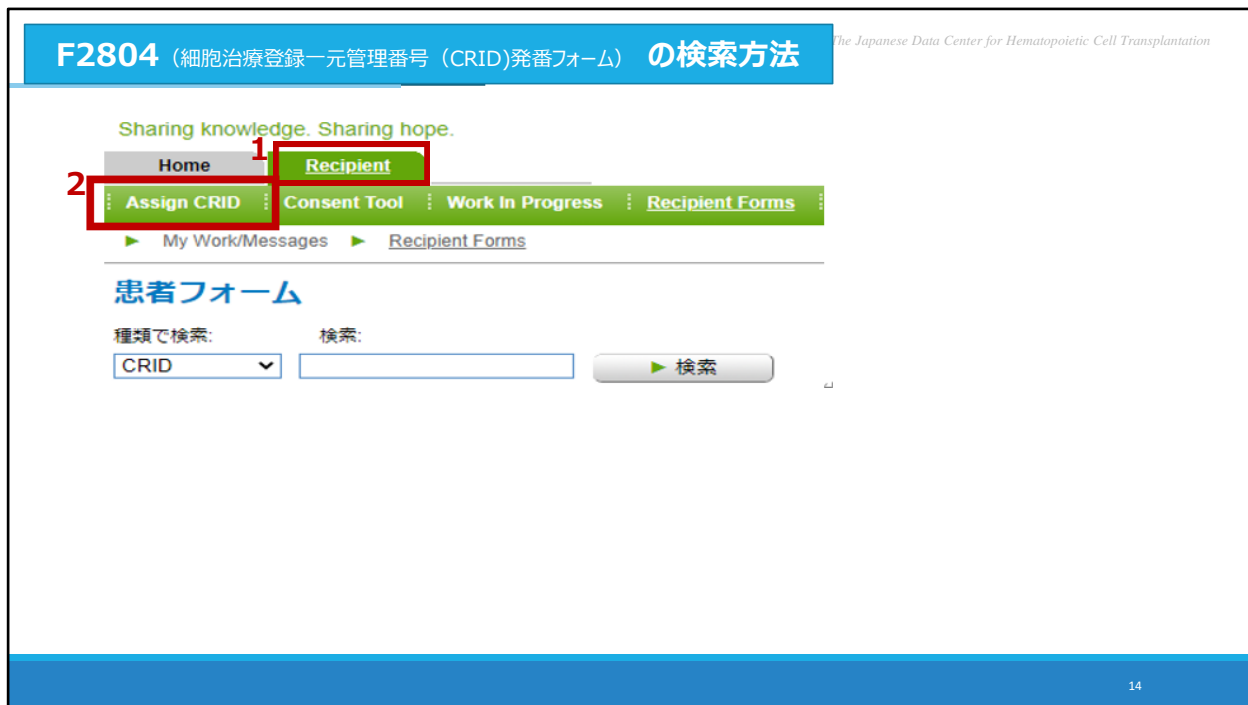 F2804（細胞治療登録一元管理番号（CRID)発番フォーム） の検索方法
The Japanese Data Center for Hematopoietic Cell Transplantation
Sharing knowledge. Sharing hope.
1
Home Recipient
2
Assign CRID Consent Tool Work In Progress Recipient Forms
My Work/Messages Recipient Forms
患者フォーム
種類で検索: 検索:
CRID 検索
14